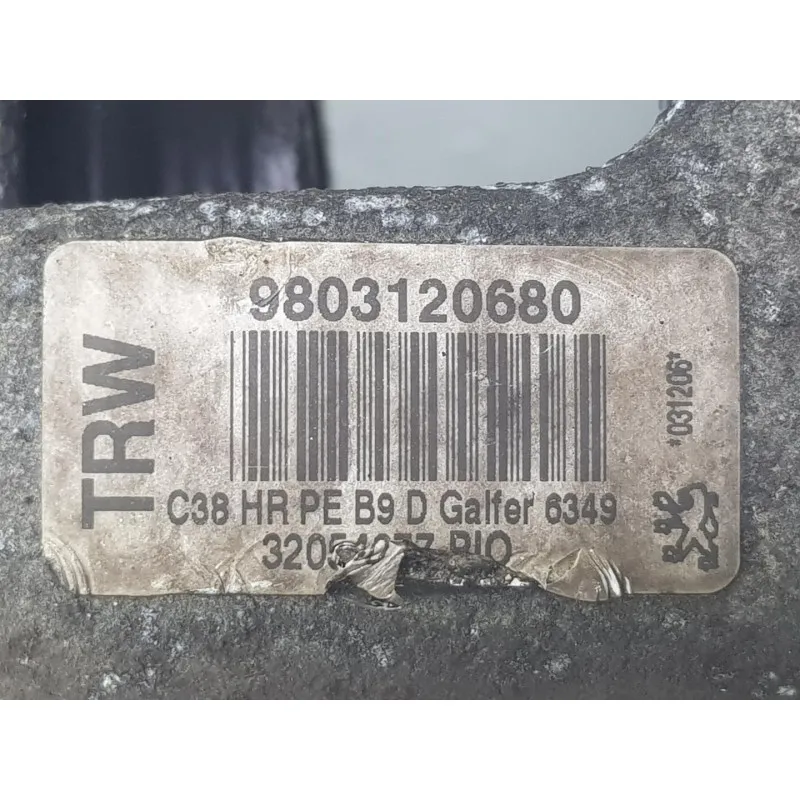 TRW
9803120680
C38 HR PE B9 D Galfer 6349
*031206*